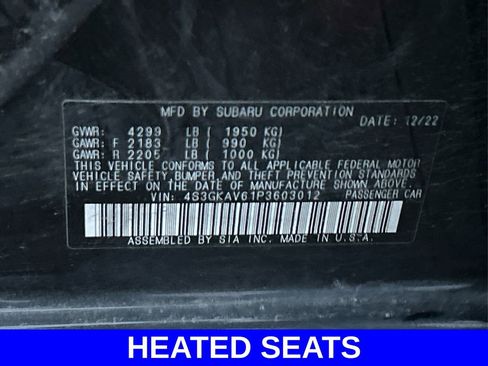 MFD BY SUBARU CORPORATION
DATE: 12/22
GVWR: 4299 LB ( 1950 KG)
GAWR: F 2183 LB ( 990 KG)
GAWR: R 2205 LB ( 1000 KG)
THIS VEHICLE CONFORMS TO ALL APPLICABLE FEDERAL MOTOR
VEHICLE SAFETY, BUMPER, AND THEFT PREVENTION STANDARDS
IN EFFECT ON THE DATE OF MANUFACTURE SHOWN ABOVE.
VIN: 4S3GKAV61P3603012 PASSENGER CAR
ASSEMBLED BY SIA INC. MADE IN U.S.A.
HEATED SEATS